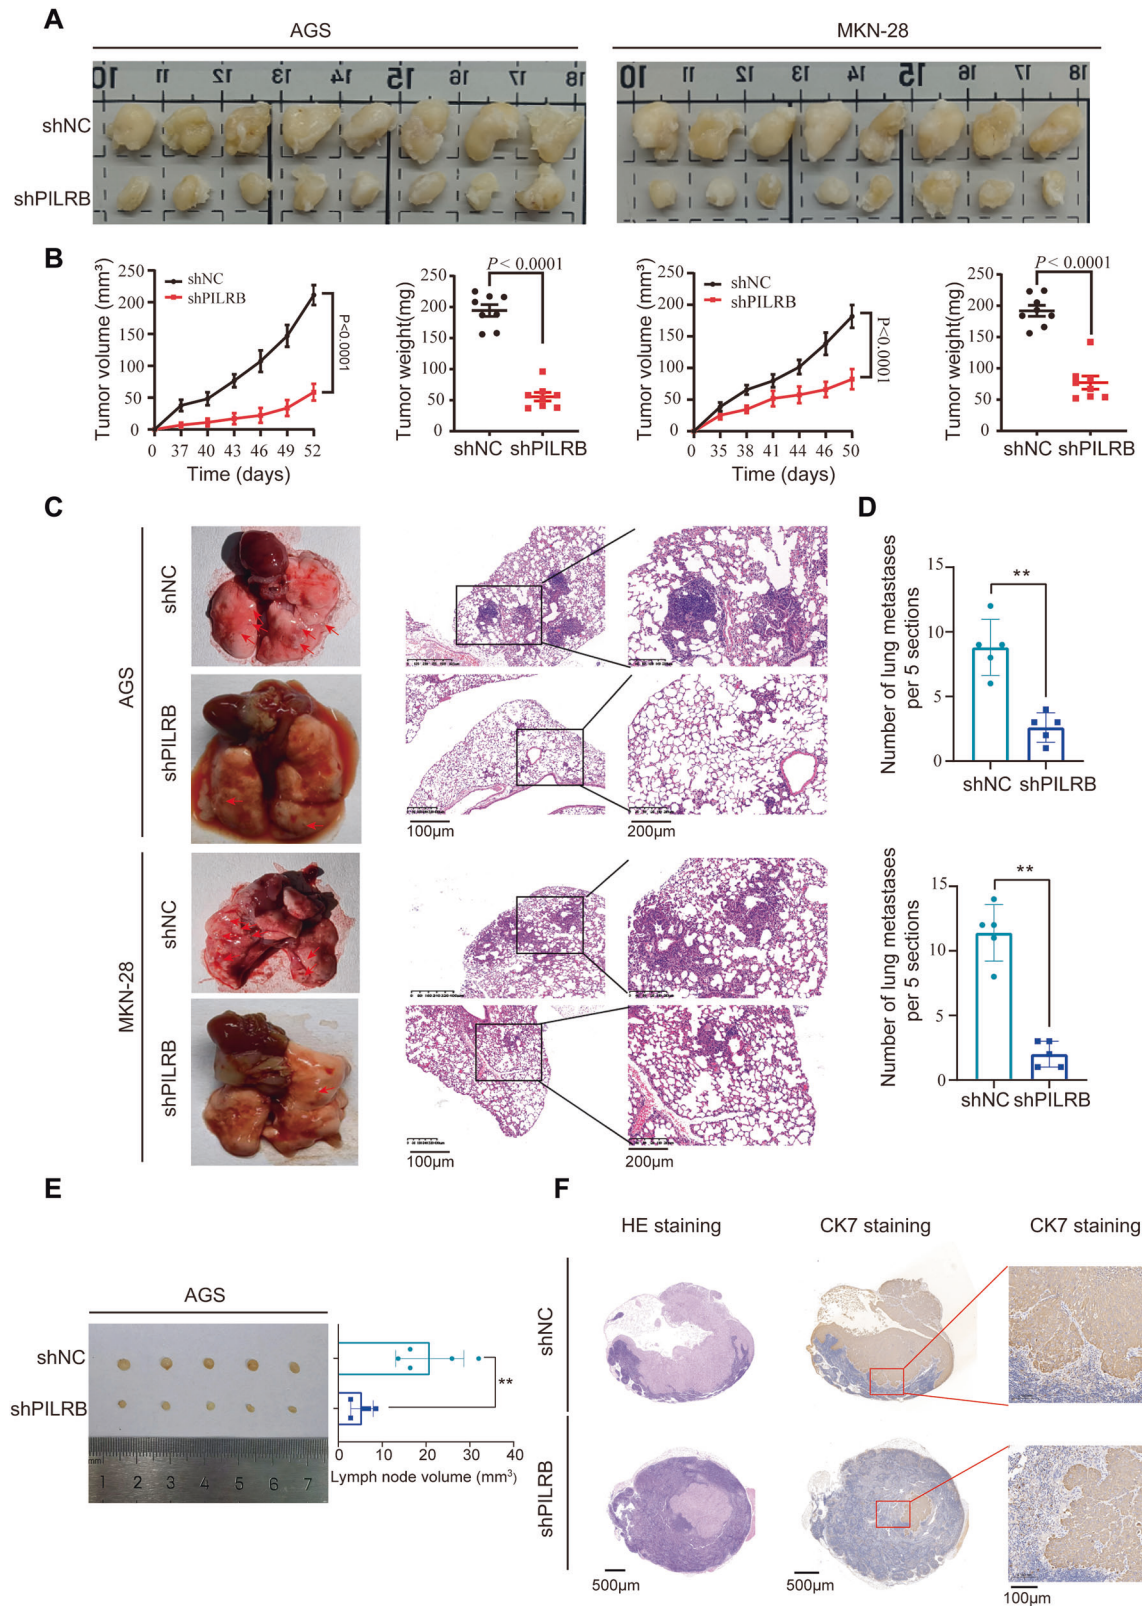 A
AGS
MKN-28
10 11 12 13 14 15 16 17 18
10 11 12 13 14 15 16 17 18
shNC
shPILRB
B
Tumor volume (mm³)
250
200
150
100
50
0
shNC
shPILRB
P<0.0001
0 37 40 43 46 49 52
Time (days)
Tumor weight(mg)
250
200
150
100
50
0
P< 0.0001
shNC shPILRB
Tumor volume (mm³)
250
200
150
100
50
0
shNC
shPILRB
P<0.0001
0 35 38 41 44 46 50
Time (days)
Tumor weight(mg)
250
200
150
100
50
0
P< 0.0001
shNC shPILRB
C
AGS
shNC
shPILRB
100μm
200μm
MKN-28
shNC
shPILRB
100μm
200μm
D
Number of lung metastases
per 5 sections
15
10
5
0
**
shNC shPILRB
Number of lung metastases
per 5 sections
15
10
5
0
**
shNC shPILRB
E
AGS
shNC
shPILRB
mm 1 2 3 4 5 6 7
**
0 10 20 30 40
Lymph node volume (mm³)
F
HE staining
CK7 staining
CK7 staining
shNC
shPILRB
500μm
500μm
100μm